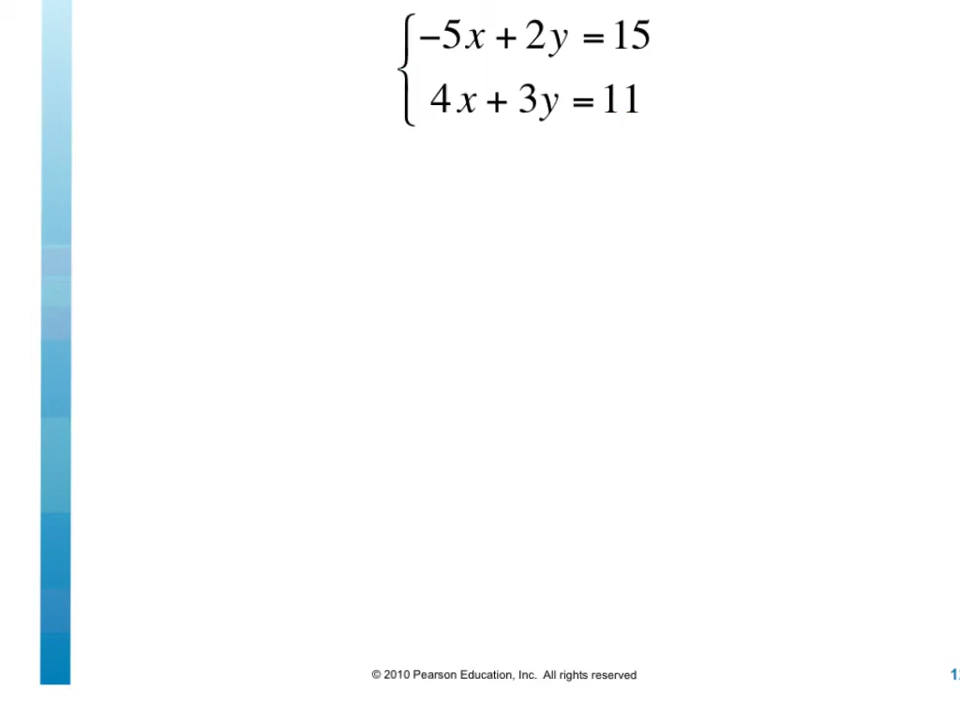 −5x + 2y = 15
4x + 3y = 11
© 2010 Pearson Education, Inc. All rights reserved